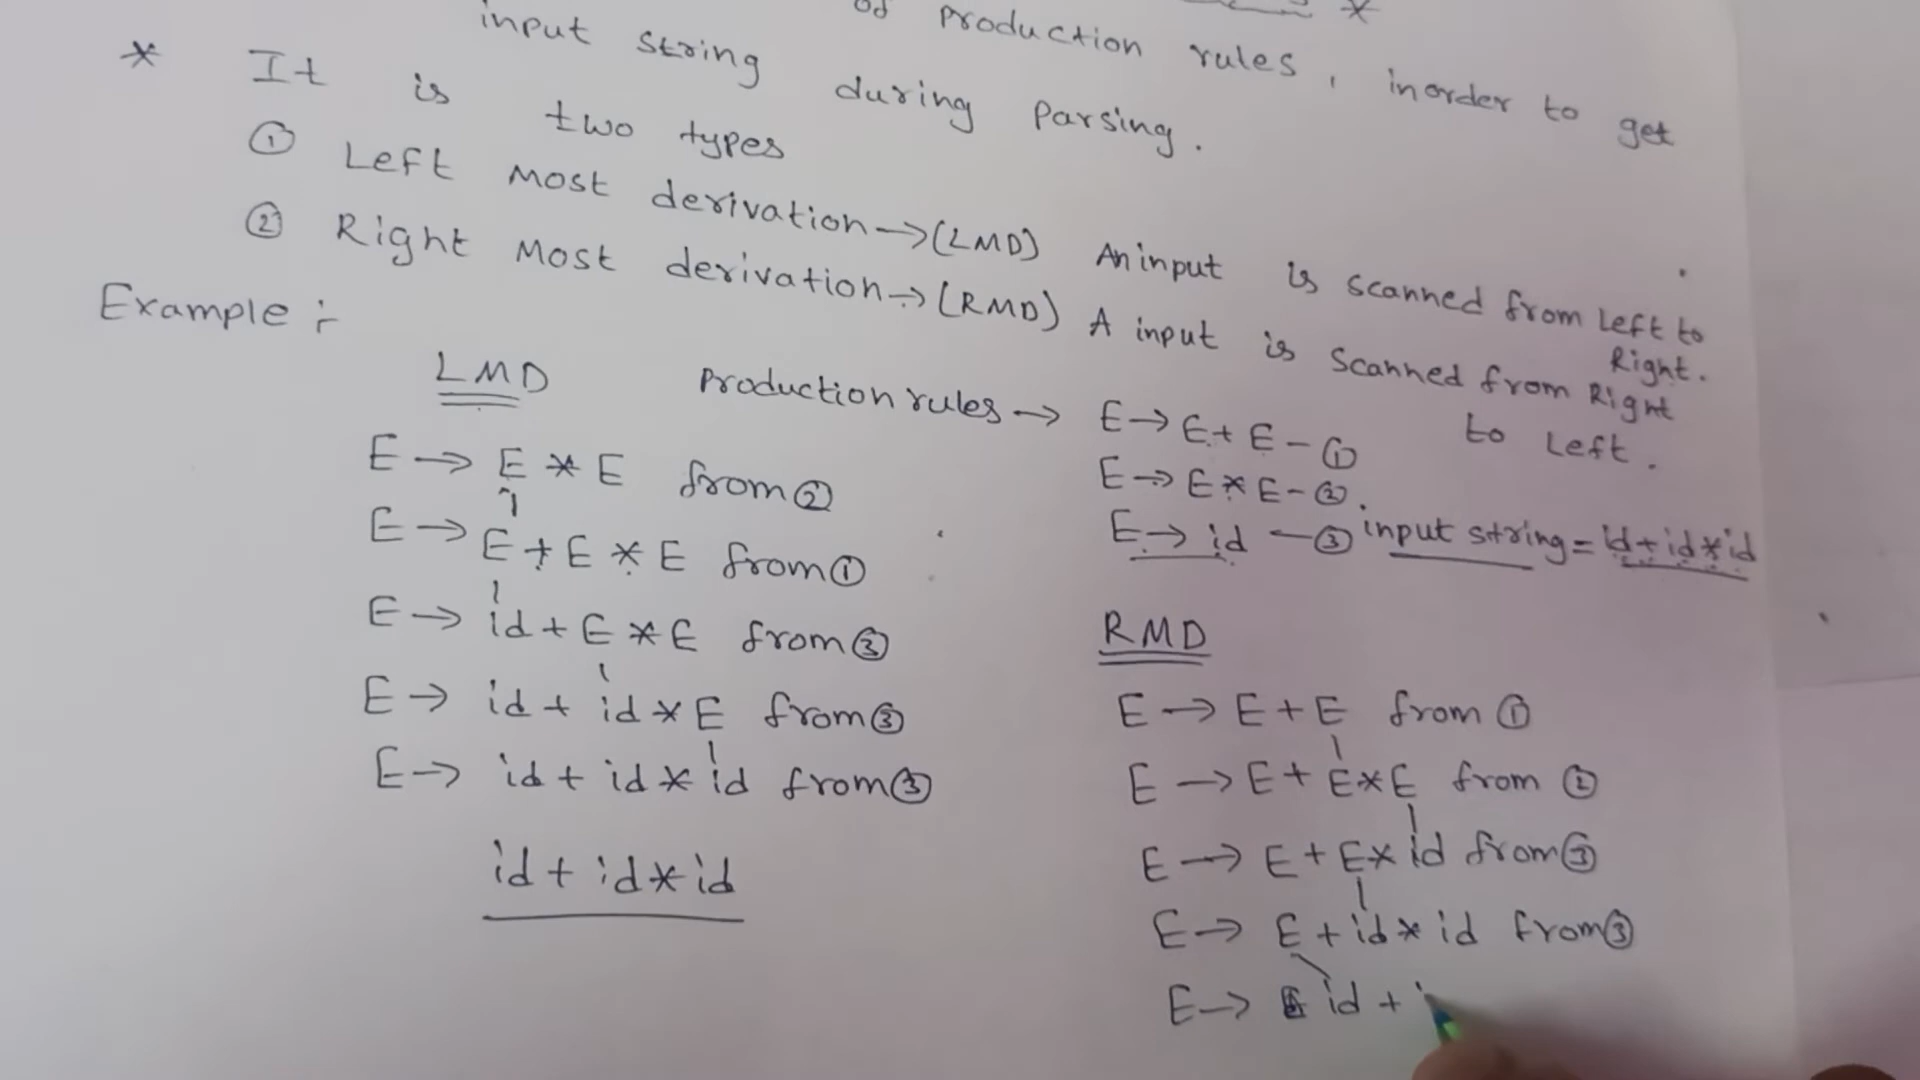 of production rules, inorder to get
input string during parsing.
* It is two types
① Left most derivation → (LMD) An input is scanned from left to Right.
② Right most derivation → (RMD) A input is scanned from Right to Left.
Example :-
LMD
Production rules → E → E + E - ①
E → E * E - ②.
E → id - ③ input string = id + id * id
E → E * E from ②
E → E + E * E from ①
E → id + E * E from ③
E → id + id * E from ③
E → id + id * id from ③
id + id * id
RMD
E → E + E from ①
E → E + E * E from ②
E → E + E * id from ③
E → E + id * id from ③
E → id +